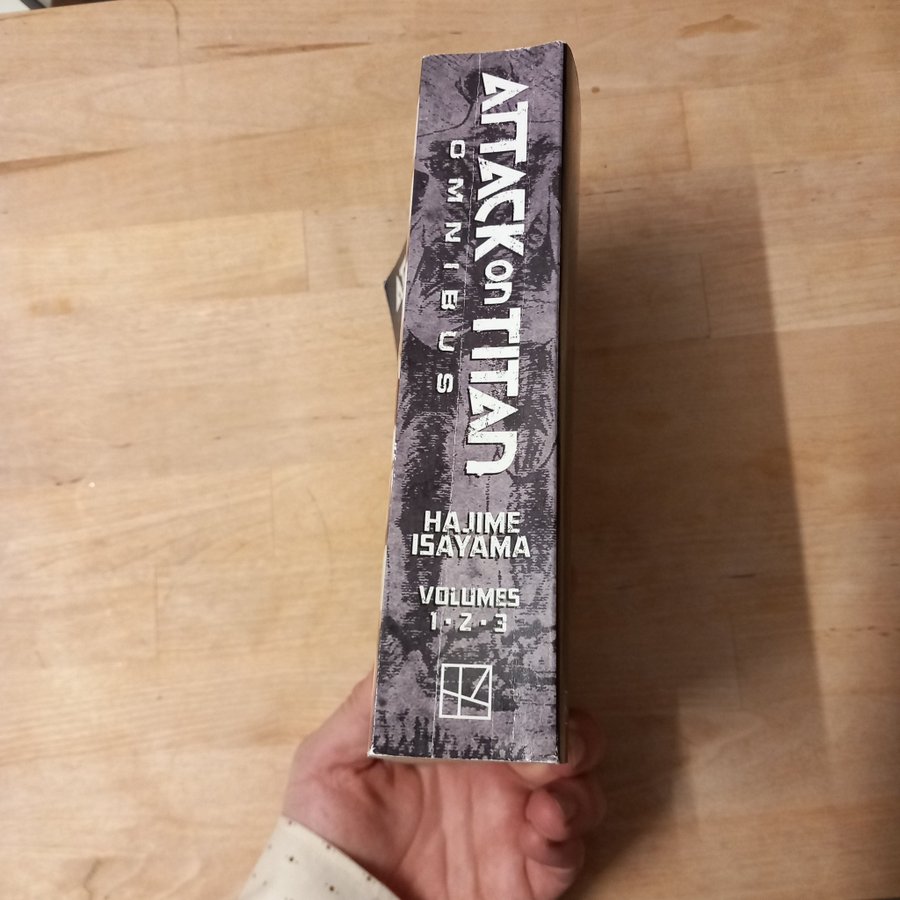 ATTACK on TITAN
OMNIBUS
HAJIME
ISAYAMA
VOLUMES
1 · 2 · 3